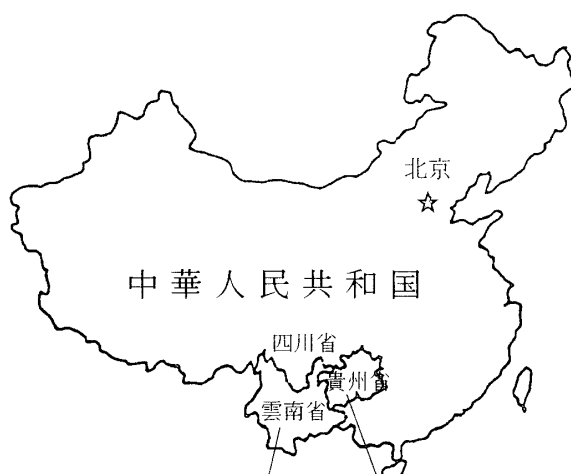 北京
中華人民共和国
四川省
貴州省
雲南省